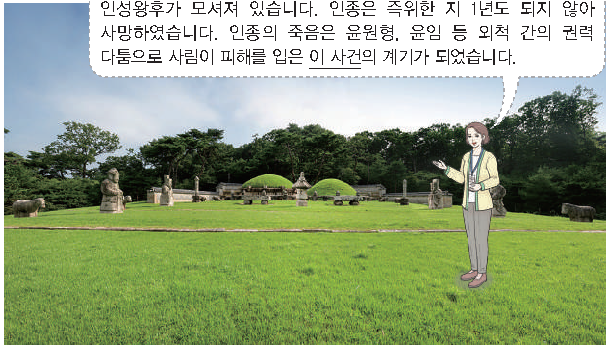 인성왕후가 모셔져 있습니다. 인종은 즉위한 지 1년도 되지 않아
사망하였습니다. 인종의 죽음은 윤원형, 윤임 등 외척 간의 권력
다툼으로 사림이 피해를 입은 이 사건의 계기가 되었습니다.